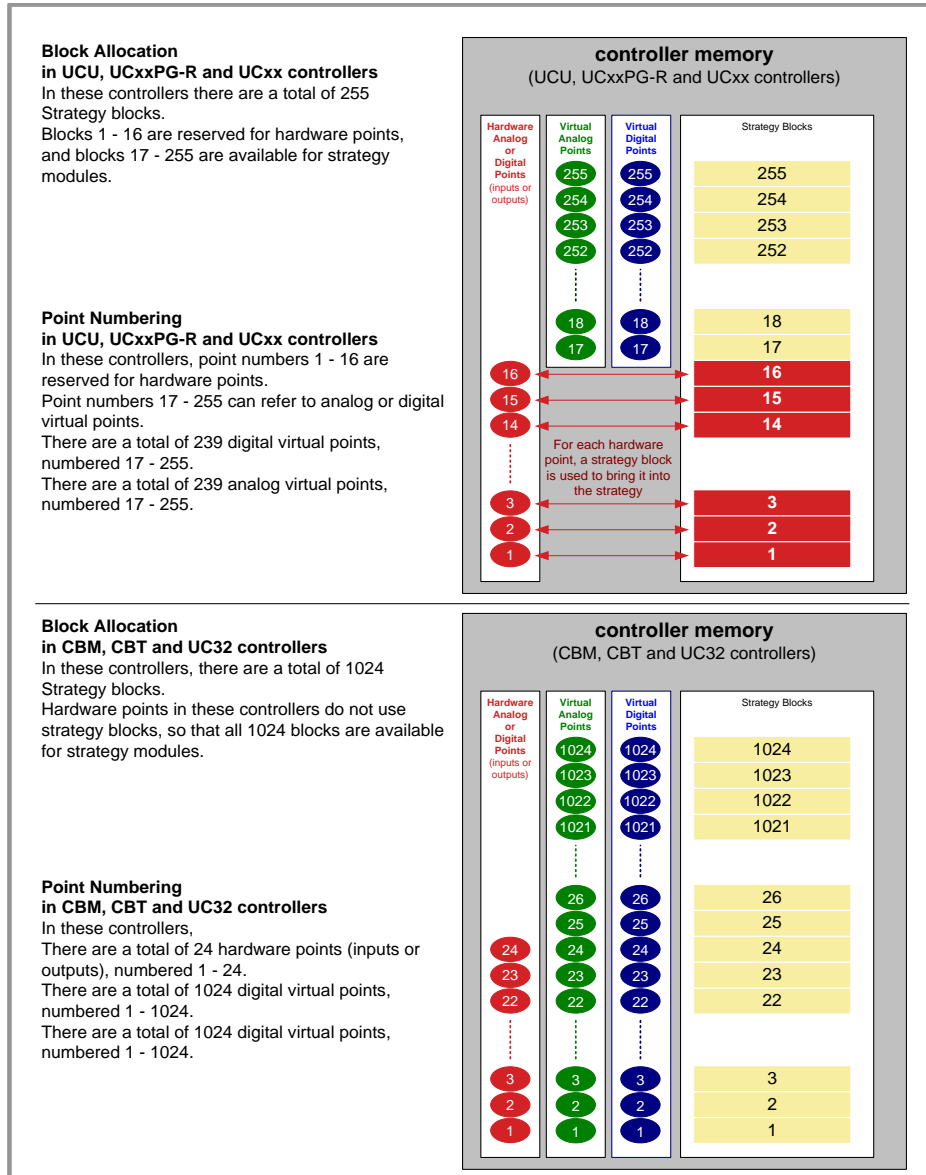 Block Allocation
in UCU, UCxxPG-R and UCxx controllers
In these controllers there are a total of 255
Strategy blocks.
Blocks 1 - 16 are reserved for hardware points,
and blocks 17 - 255 are available for strategy
modules.
Point Numbering
in UCU, UCxxPG-R and UCxx controllers
In these controllers, point numbers 1 - 16 are
reserved for hardware points.
Point numbers 17 - 255 can refer to analog or digital
virtual points.
There are a total of 239 digital virtual points,
numbered 17 - 255.
There are a total of 239 analog virtual points,
numbered 17 - 255.
controller memory
(UCU, UCxxPG-R and UCxx controllers)
Hardware
Analog
or
Digital
Points
(inputs or
outputs)
Virtual
Analog
Points
Virtual
Digital
Points
Strategy Blocks
255 255 255
254 254 254
253 253 253
252 252 252
18 18 18
17 17 17
16 16
15 15
14 14
For each hardware
point, a strategy block
is used to bring it into
the strategy
3 3
2 2
1 1
Block Allocation
in CBM, CBT and UC32 controllers
In these controllers, there are a total of 1024
Strategy blocks.
Hardware points in these controllers do not use
strategy blocks, so that all 1024 blocks are available
for strategy modules.
Point Numbering
in CBM, CBT and UC32 controllers
In these controllers,
There are a total of 24 hardware points (inputs or
outputs), numbered 1 - 24.
There are a total of 1024 digital virtual points,
numbered 1 - 1024.
There are a total of 1024 digital virtual points,
numbered 1 - 1024.
controller memory
(CBM, CBT and UC32 controllers)
Hardware
Analog
or
Digital
Points
(inputs or
outputs)
Virtual
Analog
Points
Virtual
Digital
Points
Strategy Blocks
1024 1024 1024
1023 1023 1023
1022 1022 1022
1021 1021 1021
26 26 26
25 25 25
24 24 24 24
23 23 23 23
22 22 22 22
3 3 3 3
2 2 2 2
1 1 1 1